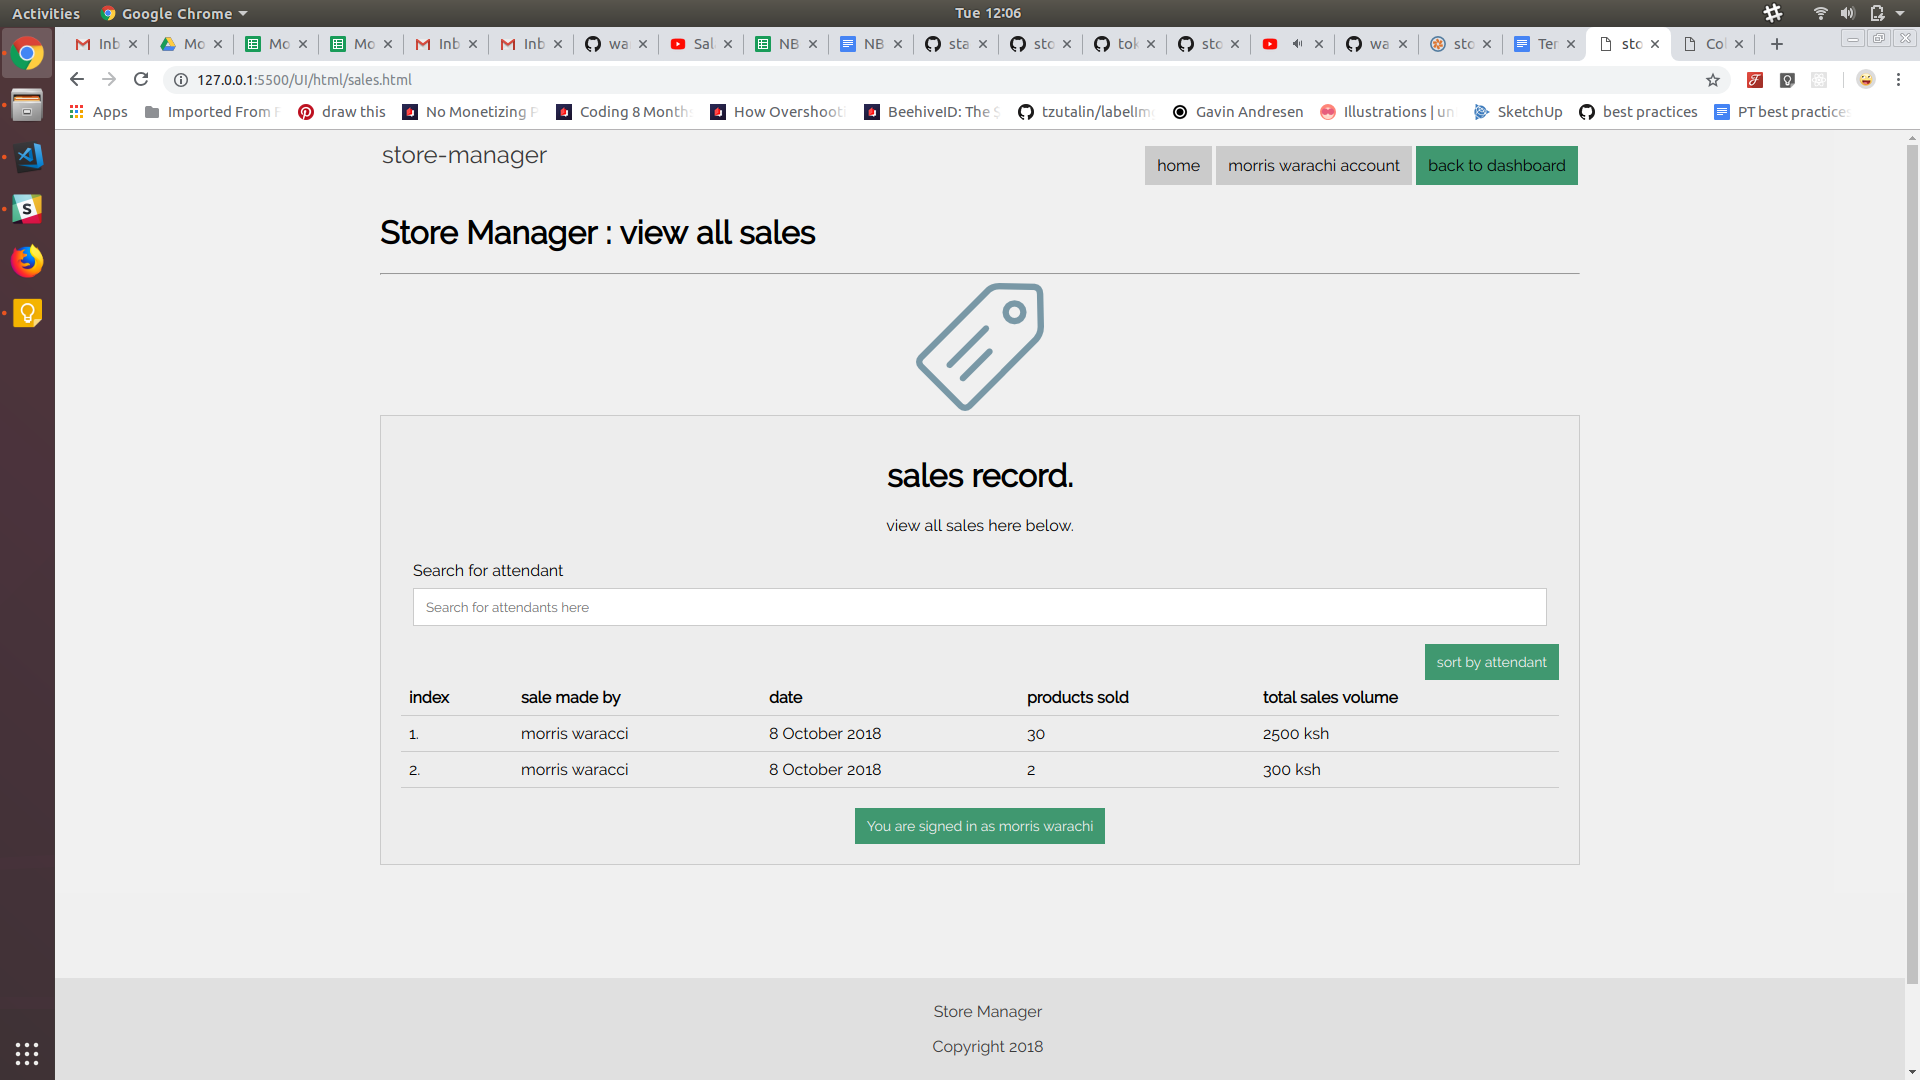 Activities Google Chrome Tue 12:06
Inb Mo Mo Mo Inb Inb wa Sal NB NB sta sto tok sto wa sto Ter sto Co
127.0.0.1:5500/UI/html/sales.html
Apps Imported From draw this No Monetizing Coding 8 Month How Overshoot BeehiveID: The tzutalin/labelIm Gavin Andresen Illustrations | un SketchUp best practices PT best practices
store-manager
home morris warachi account back to dashboard
Store Manager : view all sales
sales record.
view all sales here below.
Search for attendant
Search for attendants here
sort by attendant
index sale made by date products sold total sales volume
1. morris waracci 8 October 2018 30 2500 ksh
2. morris waracci 8 October 2018 2 300 ksh
You are signed in as morris warachi
Store Manager
Copyright 2018